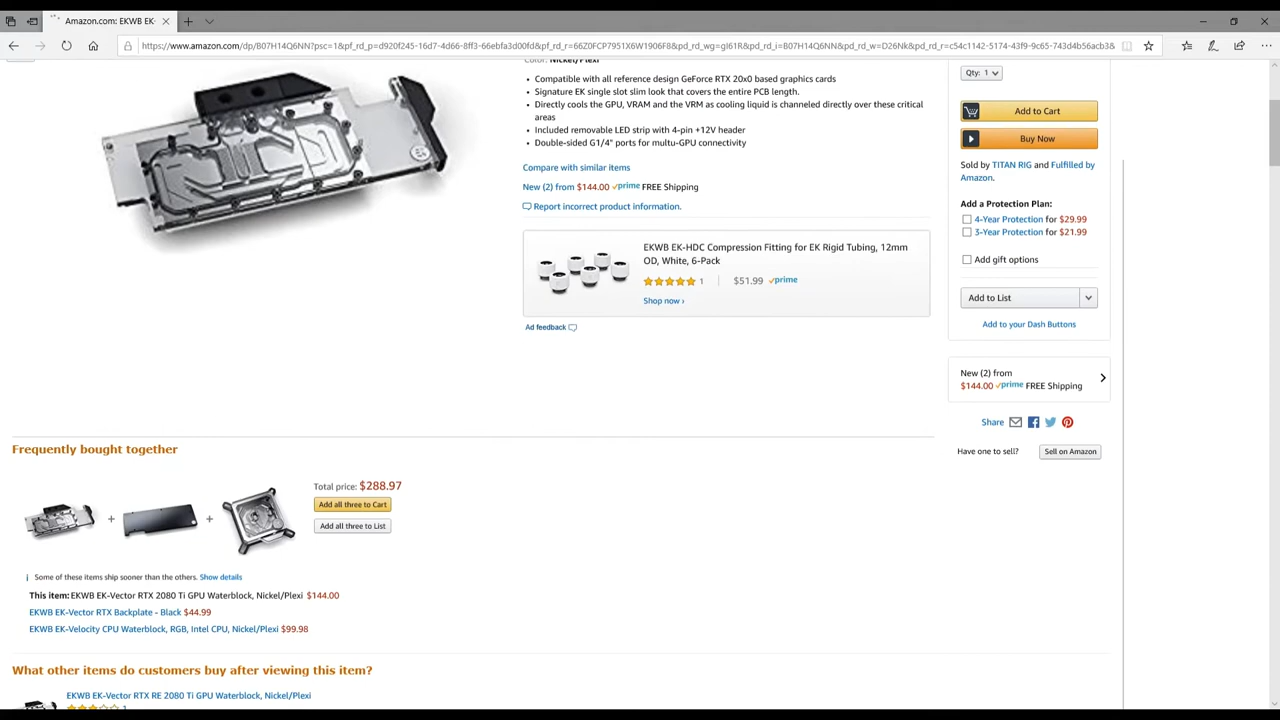 Amazon.com: EKWB EK-
https://www.amazon.com/dp/B07H14Q6NN?psc=1&pf_rd_p=d920f245-16d7-4d66-8ff3-66ebfa3d00fd&pf_rd_r=66Z0FCP7951X6W1906F8&pd_rd_wg=gI61R&pd_rd_i=B07H14Q6NN&pd_rd_w=D26Nk&pd_rd_r=c54c1142-5174-43f9-9c65-743d4b56acb3&
Color: Nickel/Plexi
• Compatible with all reference design GeForce RTX 20x0 based graphics cards
• Signature EK single slot slim look that covers the entire PCB length.
• Directly cools the GPU, VRAM and the VRM as cooling liquid is channeled directly over these critical
areas
• Included removable LED strip with 4-pin +12V header
• Double-sided G1/4" ports for multu-GPU connectivity
Compare with similar items
New (2) from $144.00 prime FREE Shipping
Report incorrect product information.
EKWB EK-HDC Compression Fitting for EK Rigid Tubing, 12mm
OD, White, 6-Pack
1 | $51.99 prime
Shop now ›
Ad feedback
Qty: 1
Add to Cart
Buy Now
Sold by TITAN RIG and Fulfilled by
Amazon.
Add a Protection Plan:
4-Year Protection for $29.99
3-Year Protection for $21.99
Add gift options
Add to List
Add to your Dash Buttons
New (2) from
$144.00 prime FREE Shipping
Share
Have one to sell? Sell on Amazon
Frequently bought together
+ +
Total price: $288.97
Add all three to Cart
Add all three to List
i Some of these items ship sooner than the others. Show details
This item: EKWB EK-Vector RTX 2080 Ti GPU Waterblock, Nickel/Plexi $144.00
EKWB EK-Vector RTX Backplate - Black $44.99
EKWB EK-Velocity CPU Waterblock, RGB, Intel CPU, Nickel/Plexi $99.98
What other items do customers buy after viewing this item?
EKWB EK-Vector RTX RE 2080 Ti GPU Waterblock, Nickel/Plexi
1